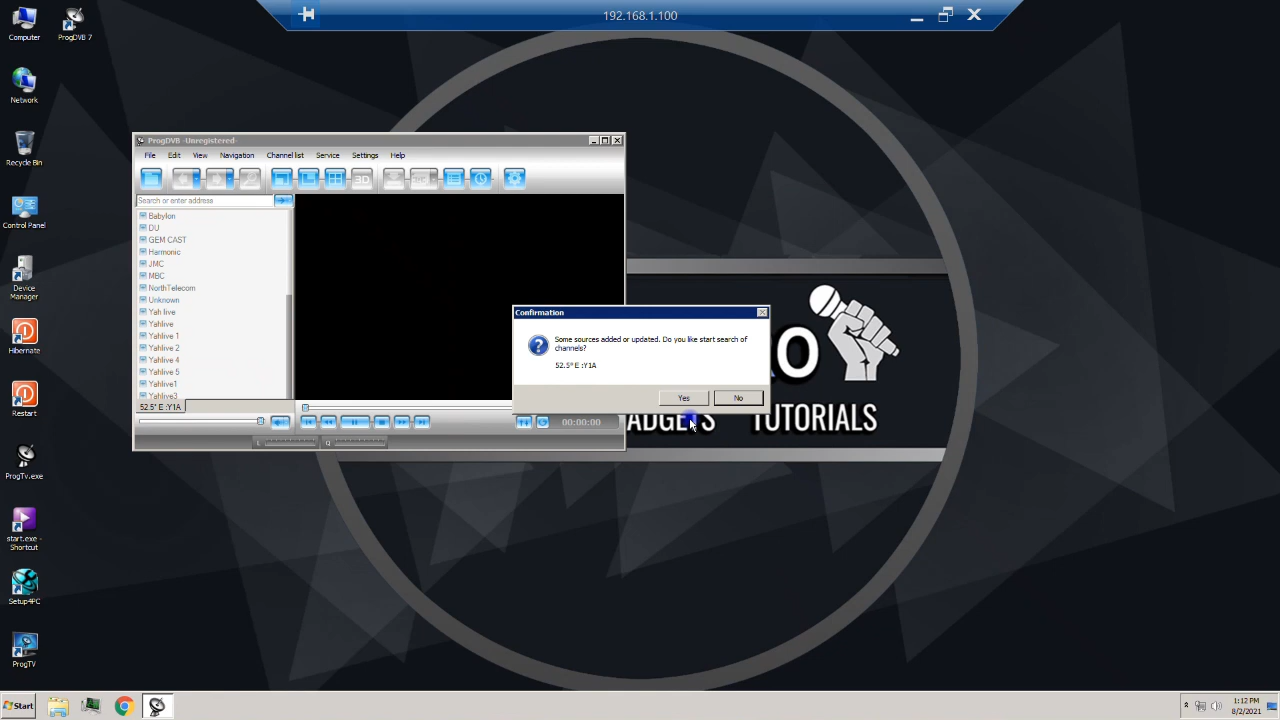 192.168.1.100
Computer
ProgDVB 7
Network
Recycle Bin
Control Panel
Device
Manager
Hibernate
Restart
ProgTv.exe
start.exe -
Shortcut
Setup4PC
ProgTV
ProgDVB -Unregistered-
File Edit View Navigation Channel list Service Settings Help
3D
Search or enter address
Babylon
DU
GEM CAST
Harmonic
JMC
MBC
NorthTelecom
Unknown
Yah live
Yahlive
Yahlive 1
Yahlive 2
Yahlive 4
Yahlive 5
Yahlive1
Yahlive3
52.5° E :Y1A
00:00:00
L
Q
Confirmation
Some sources added or updated. Do you like start search of
channels?
52.5° E :Y1A
Yes No
TUTORIALS
Start
1:12 PM
8/2/2021